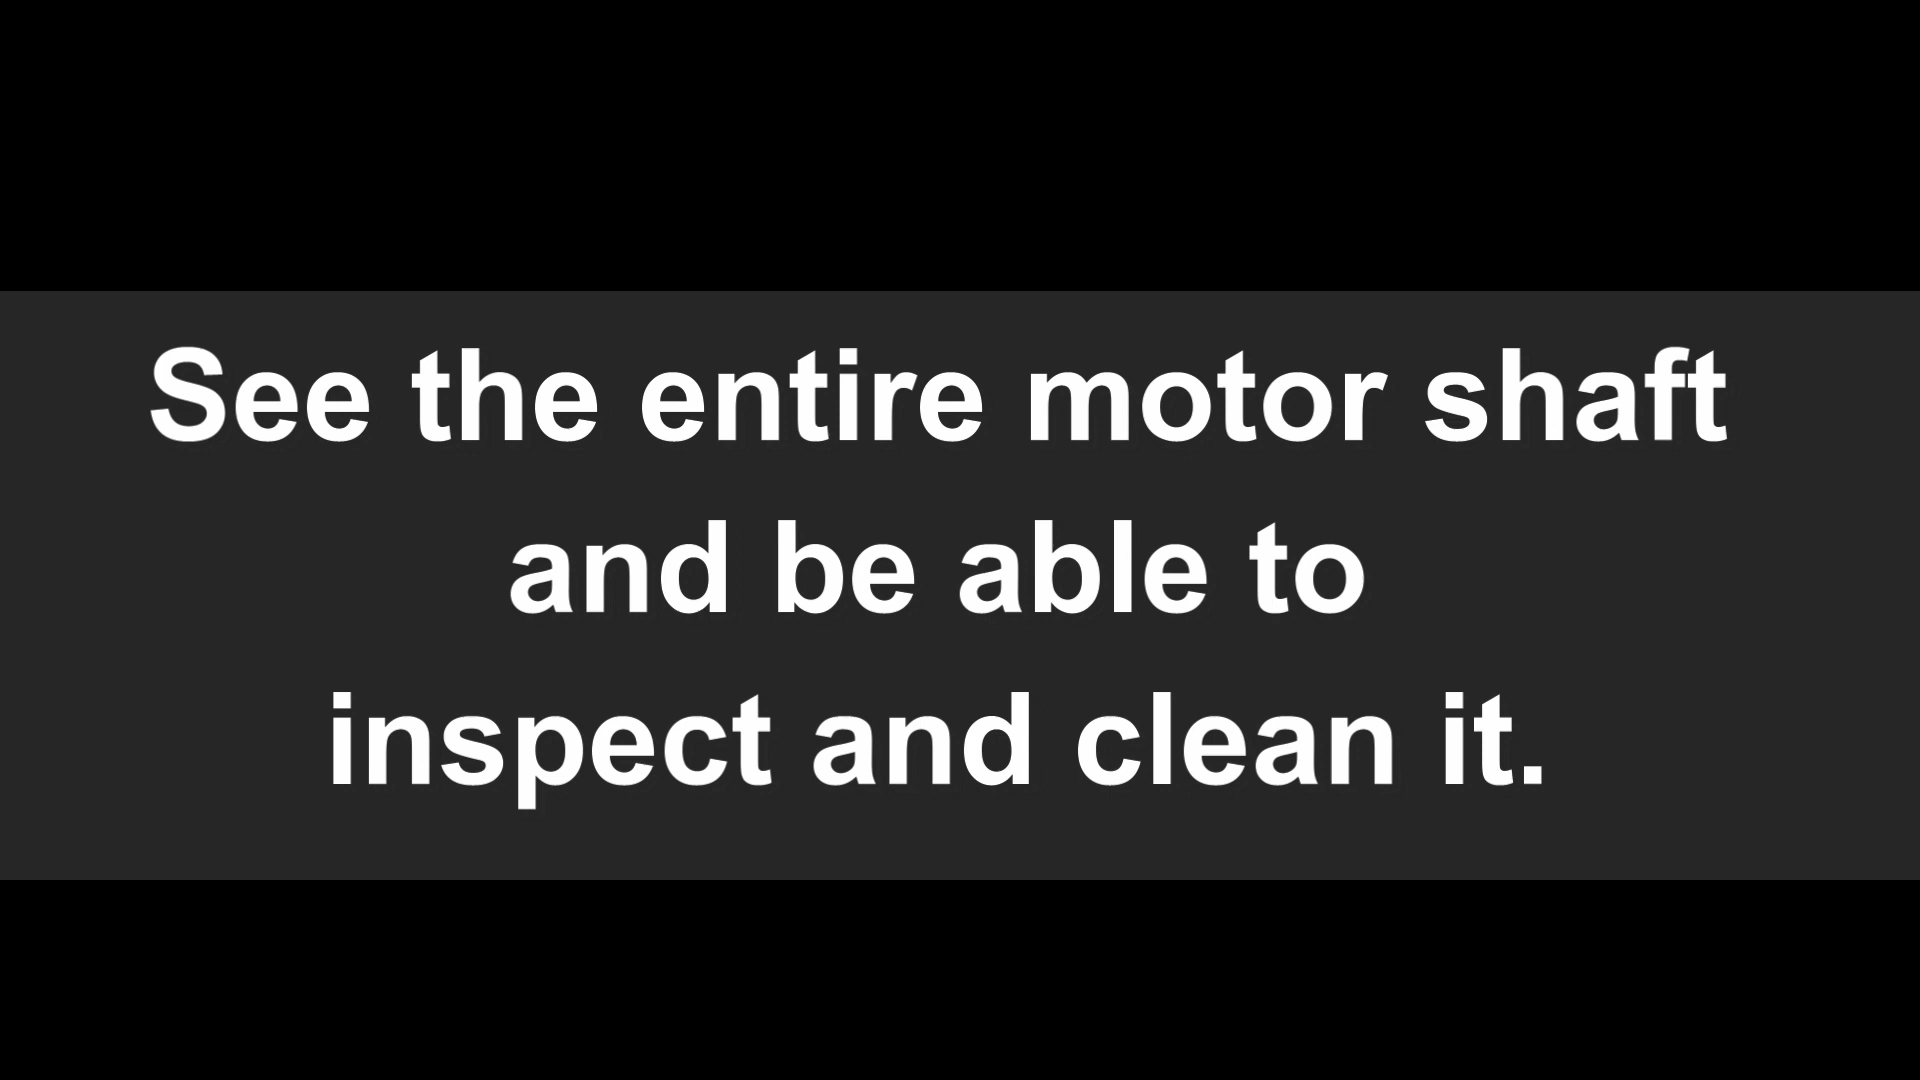 See the entire motor shaft
and be able to
inspect and clean it.